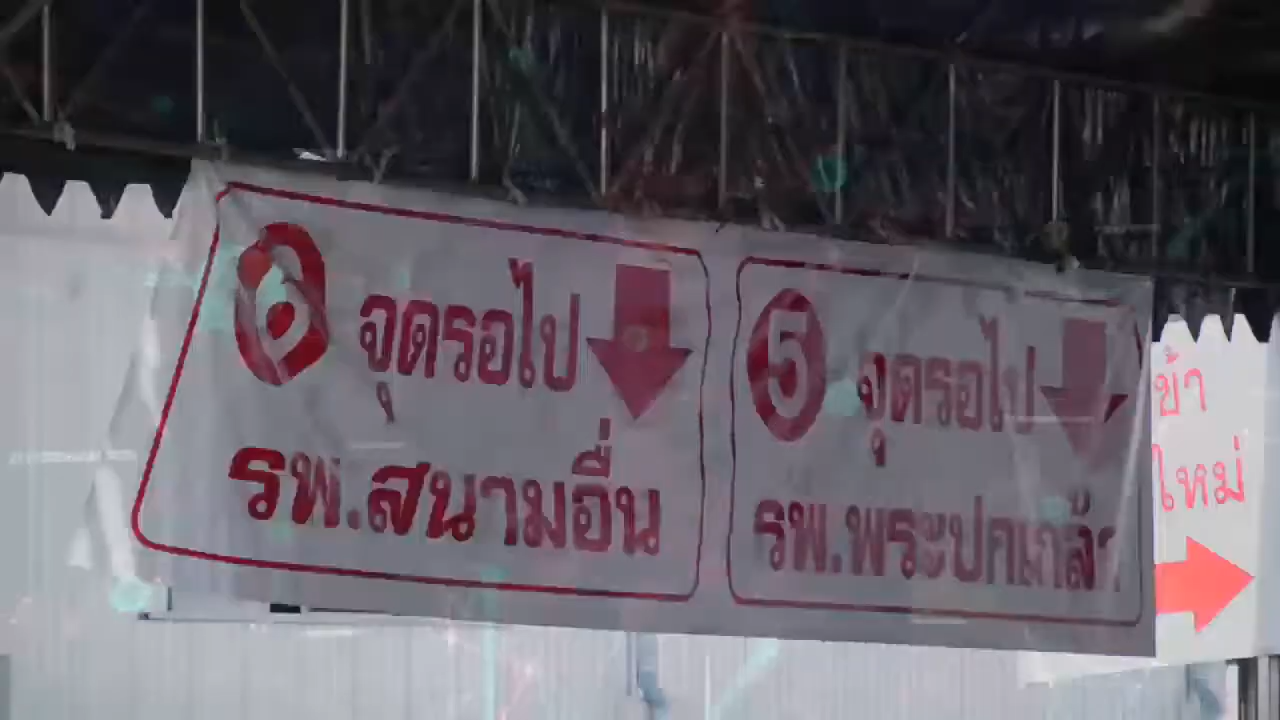 จุดรอไป
รพ.สนามอื่น
5 จุดรอไป
รพ.พระปกเกล้า
ใหม่